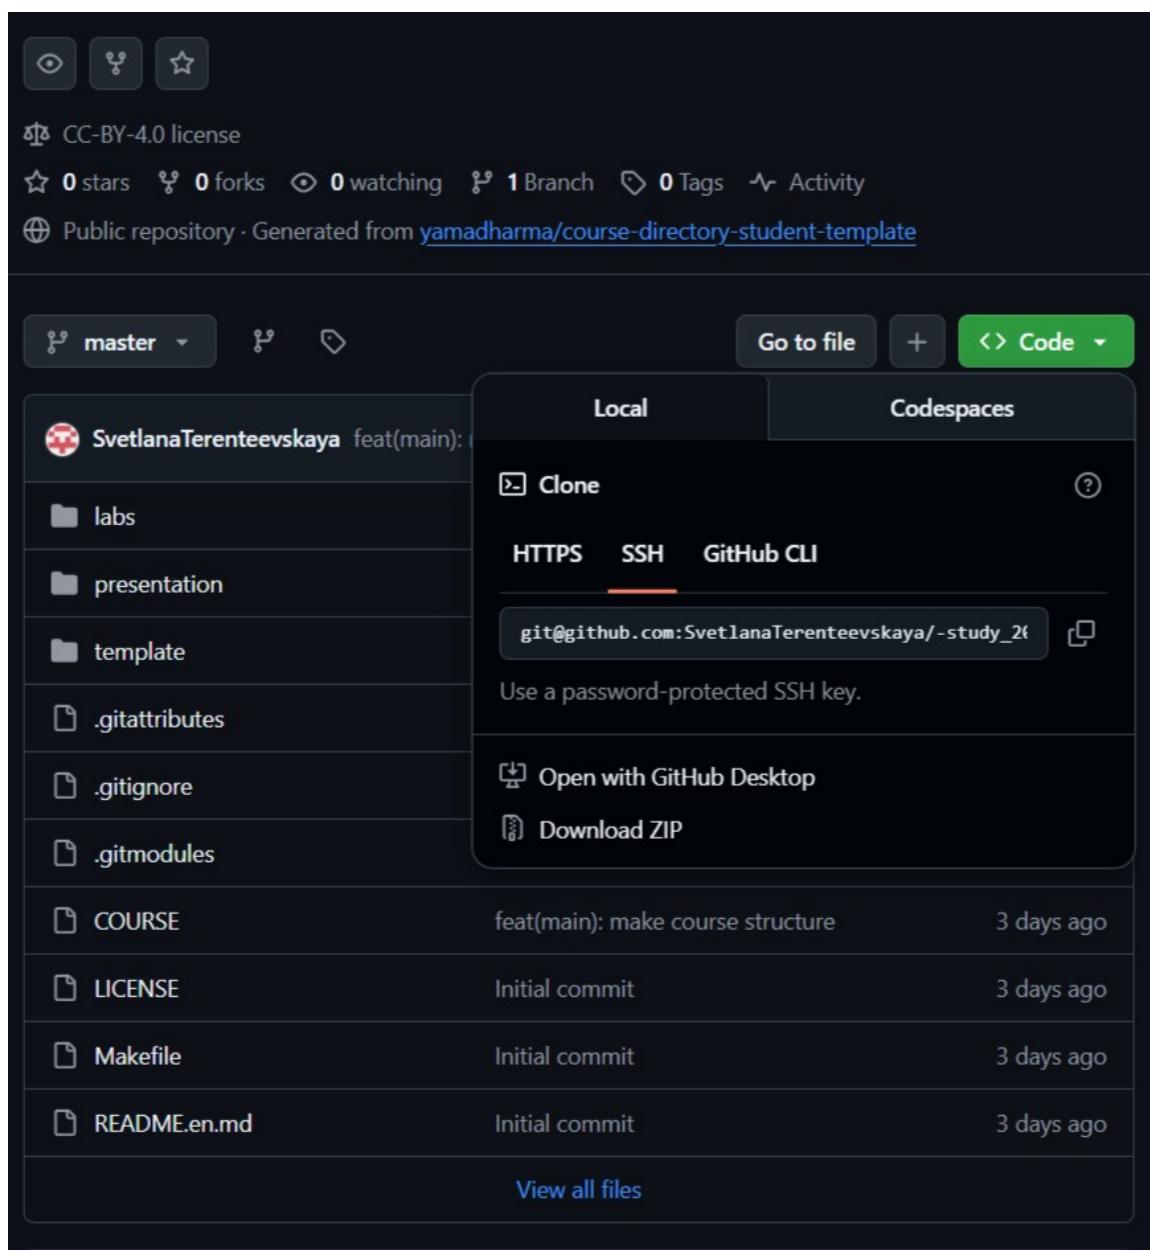 CC-BY-4.0 license
0 stars 0 forks 0 watching 1 Branch 0 Tags Activity
Public repository · Generated from yamadharma/course-directory-student-template
master Go to file Code
Local Codespaces
SvetlanaTerenteevskaya feat(main):
Clone
labs
HTTPS SSH GitHub CLI
presentation
git@github.com:SvetlanaTerenteevskaya/-study_2
template
Use a password-protected SSH key.
.gitattributes
Open with GitHub Desktop
.gitignore
Download ZIP
.gitmodules
COURSE feat(main): make course structure 3 days ago
LICENSE Initial commit 3 days ago
Makefile Initial commit 3 days ago
README.en.md Initial commit 3 days ago
View all files